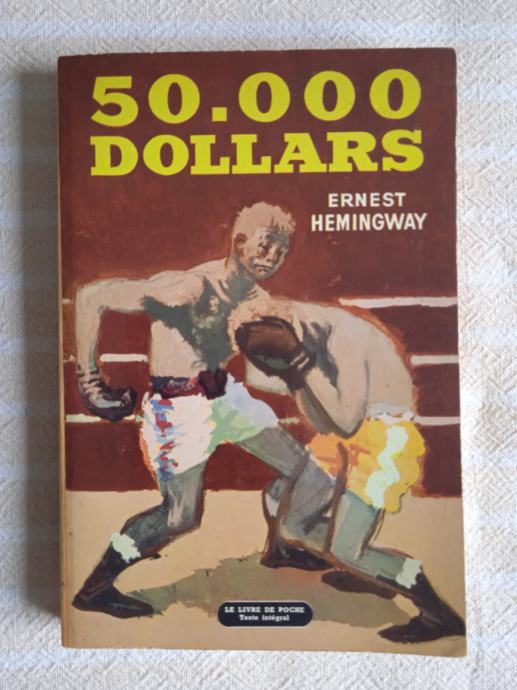 50.000
DOLLARS
ERNEST
HEMINGWAY
LE LIVRE DE POCHE
Texte intégral